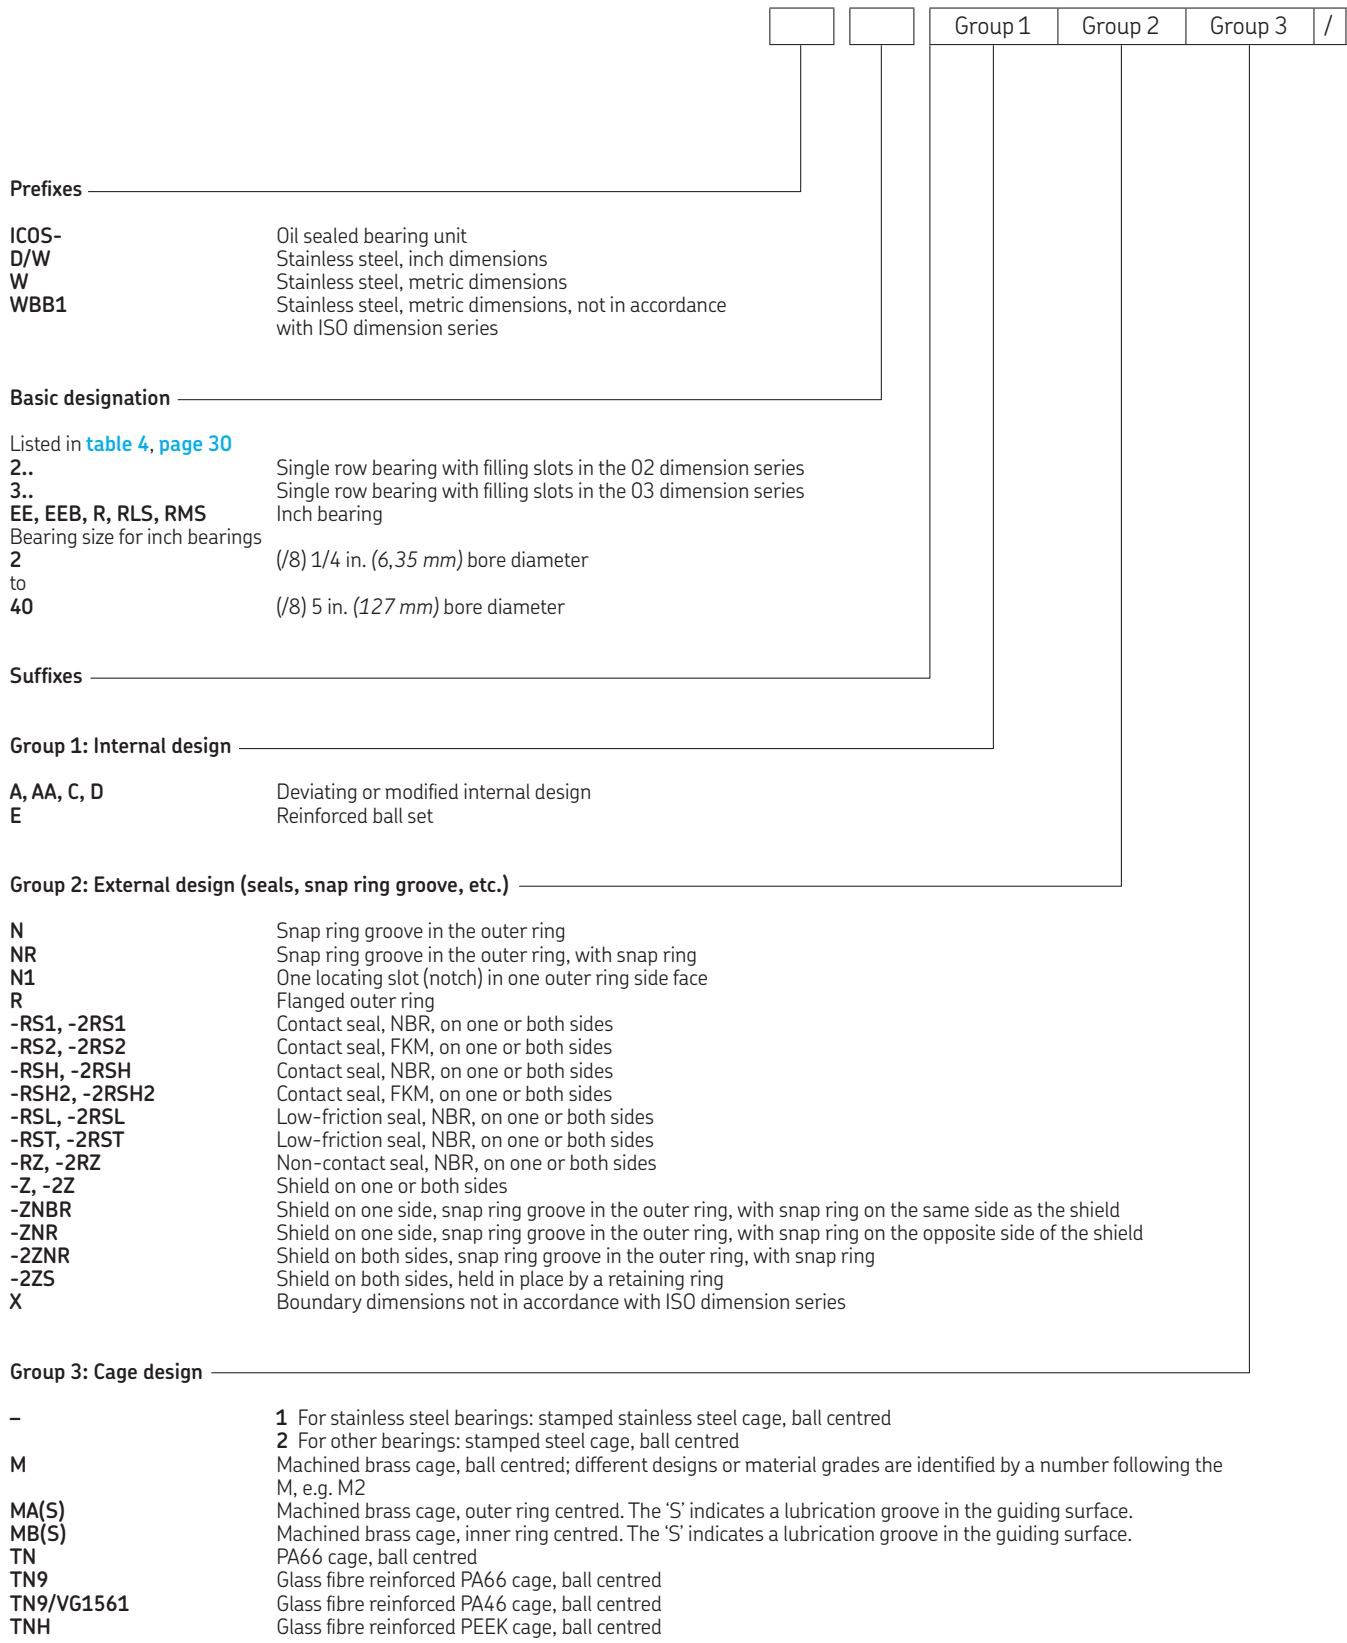 Group 1 Group 2 Group 3 /
Prefixes
ICOS- Oil sealed bearing unit
D/W Stainless steel, inch dimensions
W Stainless steel, metric dimensions
WBB1 Stainless steel, metric dimensions, not in accordance
with ISO dimension series
Basic designation
Listed in table 4, page 30
2.. Single row bearing with filling slots in the 02 dimension series
3.. Single row bearing with filling slots in the 03 dimension series
EE, EEB, R, RLS, RMS Inch bearing
Bearing size for inch bearings
2 (/8) 1/4 in. (6,35 mm) bore diameter
to
40 (/8) 5 in. (127 mm) bore diameter
Suffixes
Group 1: Internal design
A, AA, C, D Deviating or modified internal design
E Reinforced ball set
Group 2: External design (seals, snap ring groove, etc.)
N Snap ring groove in the outer ring
NR Snap ring groove in the outer ring, with snap ring
N1 One locating slot (notch) in one outer ring side face
R Flanged outer ring
-RS1, -2RS1 Contact seal, NBR, on one or both sides
-RS2, -2RS2 Contact seal, FKM, on one or both sides
-RSH, -2RSH Contact seal, NBR, on one or both sides
-RSH2, -2RSH2 Contact seal, FKM, on one or both sides
-RSL, -2RSL Low-friction seal, NBR, on one or both sides
-RST, -2RST Low-friction seal, NBR, on one or both sides
-RZ, -2RZ Non-contact seal, NBR, on one or both sides
-Z, -2Z Shield on one or both sides
-ZNBR Shield on one side, snap ring groove in the outer ring, with snap ring on the same side as the shield
-ZNR Shield on one side, snap ring groove in the outer ring, with snap ring on the opposite side of the shield
-2ZNR Shield on both sides, snap ring groove in the outer ring, with snap ring
-2ZS Shield on both sides, held in place by a retaining ring
X Boundary dimensions not in accordance with ISO dimension series
Group 3: Cage design
– 1 For stainless steel bearings: stamped stainless steel cage, ball centred
2 For other bearings: stamped steel cage, ball centred
M Machined brass cage, ball centred; different designs or material grades are identified by a number following the
M, e.g. M2
MA(S) Machined brass cage, outer ring centred. The ‘S’ indicates a lubrication groove in the guiding surface.
MB(S) Machined brass cage, inner ring centred. The ‘S’ indicates a lubrication groove in the guiding surface.
TN PA66 cage, ball centred
TN9 Glass fibre reinforced PA66 cage, ball centred
TN9/VG1561 Glass fibre reinforced PA46 cage, ball centred
TNH Glass fibre reinforced PEEK cage, ball centred